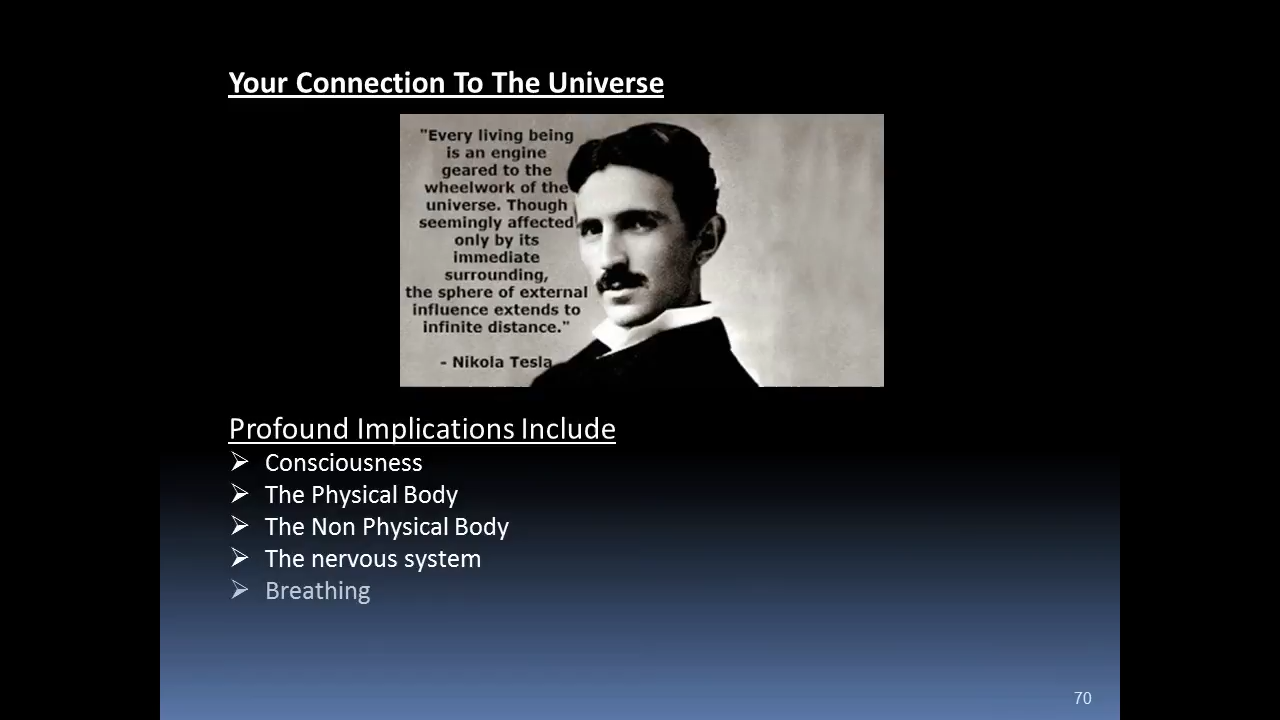 Your Connection To The Universe
"Every living being
is an engine
geared to the
wheelwork of the
universe. Though
seemingly affected
only by its
immediate
surrounding,
the sphere of external
influence extends to
infinite distance."
- Nikola Tesla
Profound Implications Include
Consciousness
The Physical Body
The Non Physical Body
The nervous system
Breathing
70